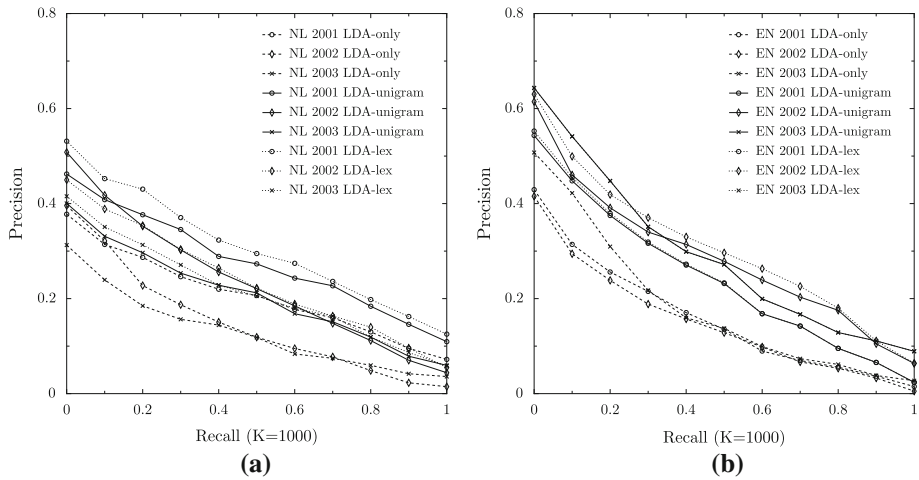 0.8
0.6
0.4
0.2
0
Precision
0 0.2 0.4 0.6 0.8 1
Recall (K=1000)
NL 2001 LDA-only
NL 2002 LDA-only
NL 2003 LDA-only
NL 2001 LDA-unigram
NL 2002 LDA-unigram
NL 2003 LDA-unigram
NL 2001 LDA-lex
NL 2002 LDA-lex
NL 2003 LDA-lex
(a)
0.8
0.6
0.4
0.2
0
Precision
0 0.2 0.4 0.6 0.8 1
Recall (K=1000)
EN 2001 LDA-only
EN 2002 LDA-only
EN 2003 LDA-only
EN 2001 LDA-unigram
EN 2002 LDA-unigram
EN 2003 LDA-unigram
EN 2001 LDA-lex
EN 2002 LDA-lex
EN 2003 LDA-lex
(b)